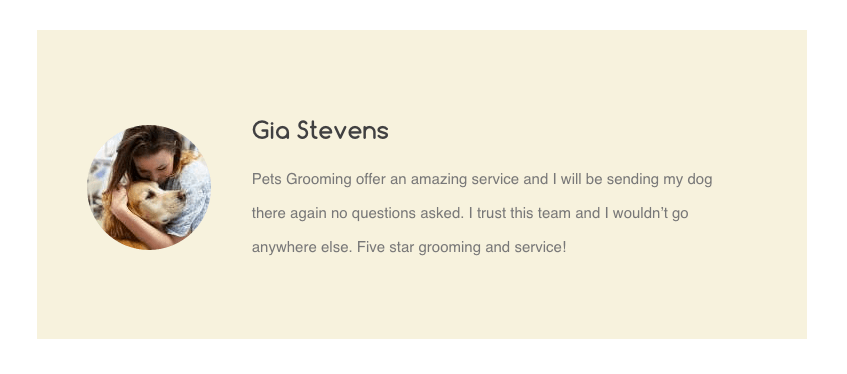 Gia Stevens
Pets Grooming offer an amazing service and I will be sending my dog
there again no questions asked. I trust this team and I wouldn’t go
anywhere else. Five star grooming and service!